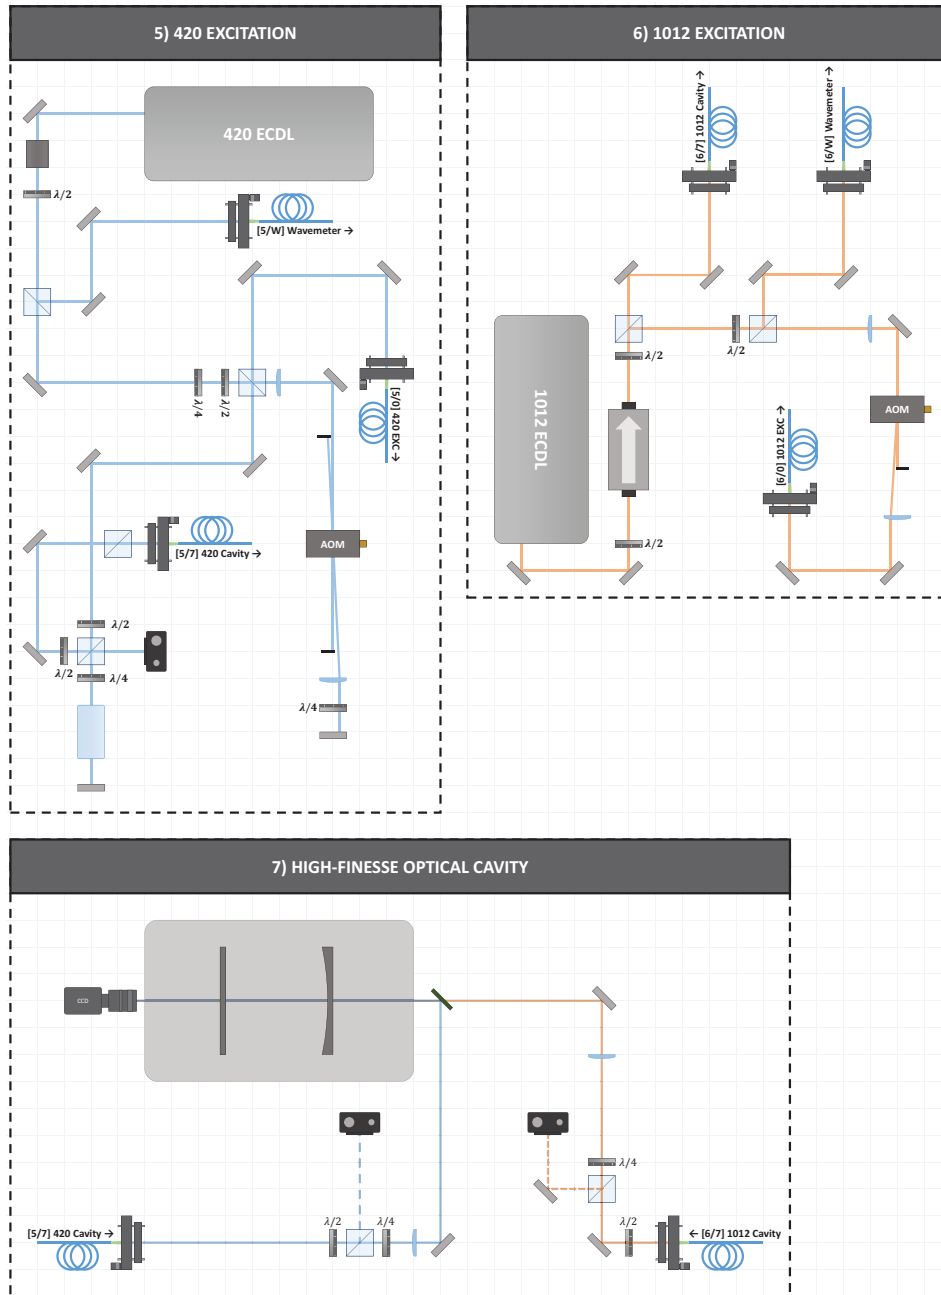 5) 420 EXCITATION
420 ECDL
λ/2
[5/W] Wavemeter →
λ/4
λ/2
[5/0] 420 EXC →
[5/7] 420 Cavity →
AOM
λ/2
λ/2
λ/4
λ/4
6) 1012 EXCITATION
[6/7] 1012 Cavity →
[6/W] Wavemeter →
1012 ECDL
λ/2
λ/2
AOM
[6/0] 1012 EXC →
λ/2
7) HIGH-FINESSE OPTICAL CAVITY
CCD
λ/4
[5/7] 420 Cavity →
λ/2
λ/4
λ/2
← [6/7] 1012 Cavity